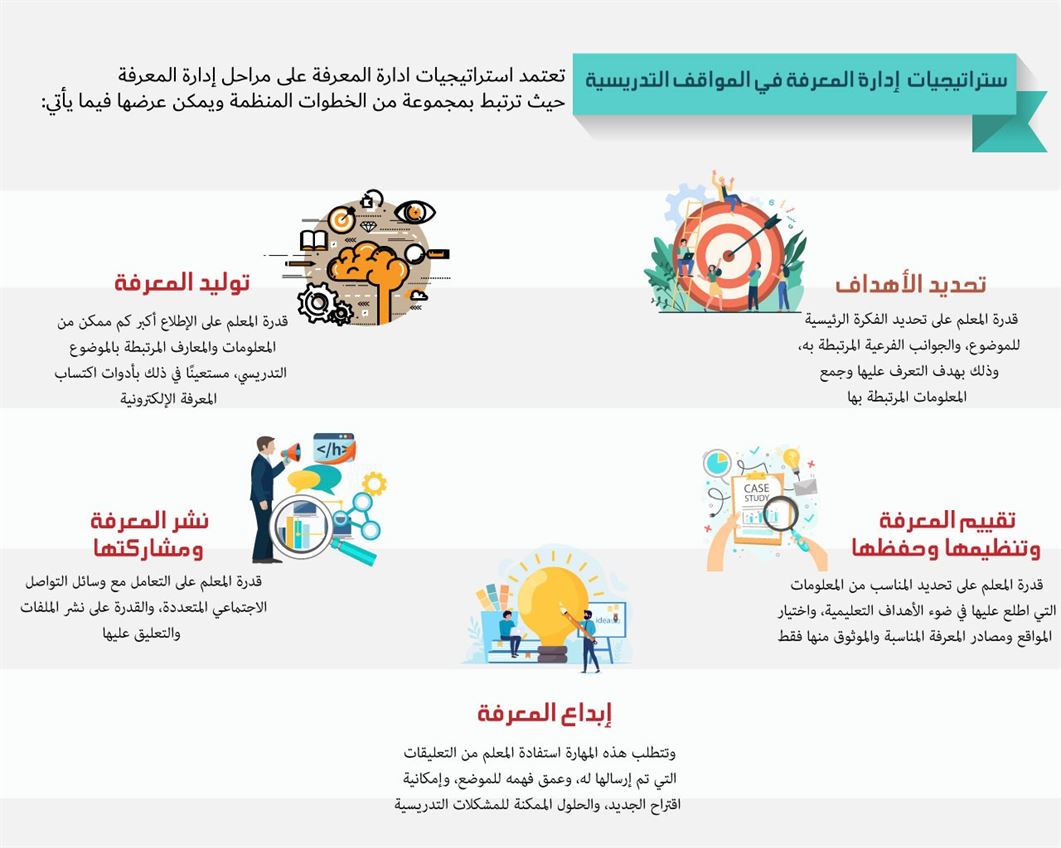 ستراتيجيات إدارة المعرفة في المواقف التدريسية
تعتمد استراتيجيات ادارة المعرفة على مراحل إدارة المعرفة
حيث ترتبط بمجموعة من الخطوات المنظمة ويمكن عرضها فيما يأتي:
تحديد الأهداف
قدرة المعلم على تحديد الفكرة الرئيسية
للموضوع، والجوانب الفرعية المرتبطة به،
وذلك بهدف التعرف عليها وجمع
المعلومات المرتبطة بها
توليد المعرفة
قدرة المعلم على الإطلاع أكبر كم ممكن من
المعلومات والمعارف المرتبطة بالموضوع
التدريسي، مستعينًا في ذلك بأدوات اكتساب
المعرفة الإلكترونية
CASE
STUDY
تقييم المعرفة
وتنظيمها وحفظها
قدرة المعلم على تحديد المناسب من المعلومات
التي اطلع عليها في ضوء الأهداف التعليمية، واختيار
المواقع ومصادر المعرفة المناسبة والموثوق منها فقط
</h>
نشر المعرفة
ومشاركتها
قدرة المعلم على التعامل مع وسائل التواصل
الاجتماعي المتعددة، والقدرة على نشر الملفات
والتعليق عليها
idea
إبداع المعرفة
وتتطلب هذه المهارة استفادة المعلم من التعليقات
التي تم إرسالها له، وعمق فهمه للموضع، وإمكانية
اقتراح الجديد، والحلول الممكنة للمشكلات التدريسية